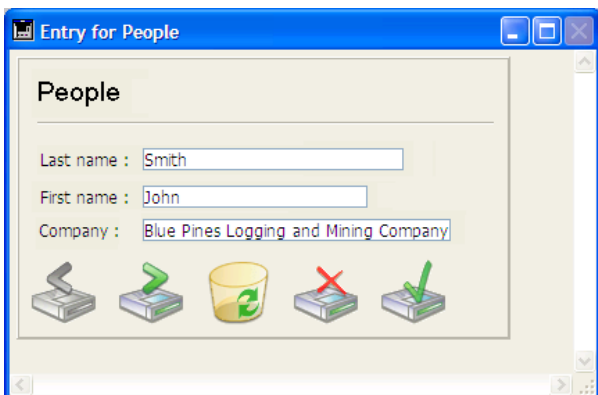 Entry for People
People
Last name : Smith
First name : John
Company : Blue Pines Logging and Mining Company